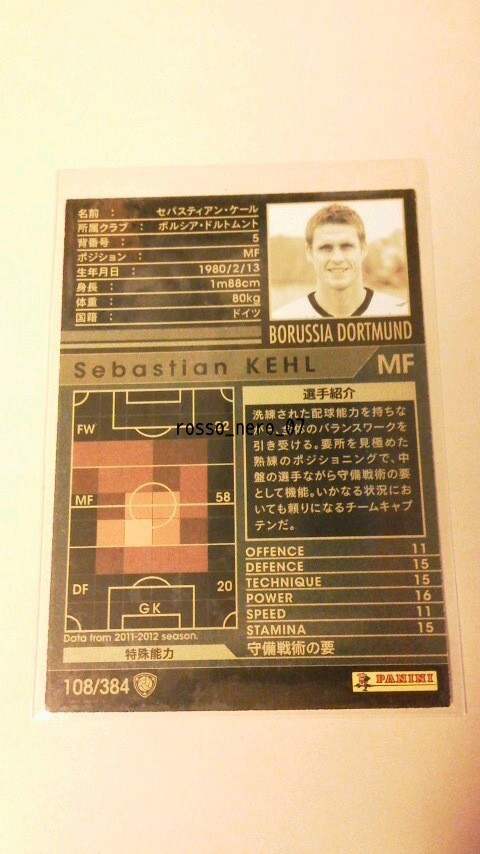 名前 : セバスティアン・ケール
所属クラブ : ボルシア・ドルトムント
背番号 : 5
ポジション : MF
生年月日 : 1980/2/13
身長 : 1m88cm
体重 : 80kg
国籍 : ドイツ
BORUSSIA DORTMUND
Sebastian KEHL MF
FW 2
MF 58
DF 20
GK
Data from 2011-2012 season.
特殊能力
選手紹介
洗練された配球能力を持ちな
全体のバランスワークを
引き受ける。要所を見極めた
熟練のポジショニングで、中
盤の選手ながら守備戦術の要
として機能。いかなる状況にお
いても頼りになるチームキャプ
テンだ。
rosso_nero_07
OFFENCE 11
DEFENCE 15
TECHNIQUE 15
POWER 16
SPEED 11
STAMINA 15
守備戦術の要
108/384
PANINI